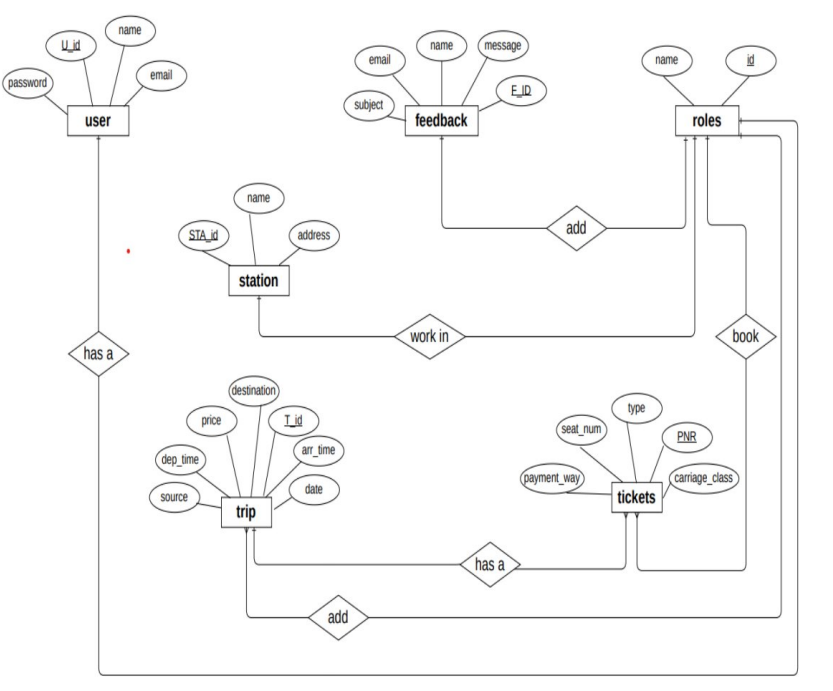 name
U_id
password
email
user
email
name
message
subject
F_ID
feedback
name
id
roles
add
name
STA_id
address
station
work in
book
has a
destination
price
T_id
dep_time
arr_time
source
date
trip
type
seat_num
PNR
payment_way
carriage_class
tickets
has a
add